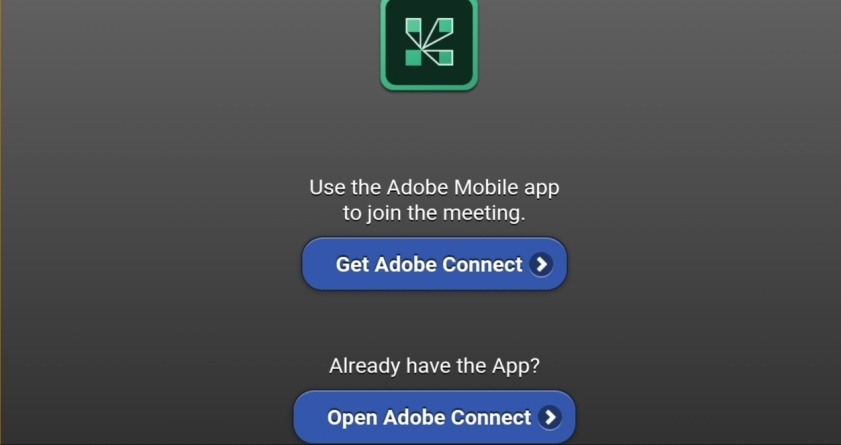 Use the Adobe Mobile app
to join the meeting.
Get Adobe Connect
Already have the App?
Open Adobe Connect